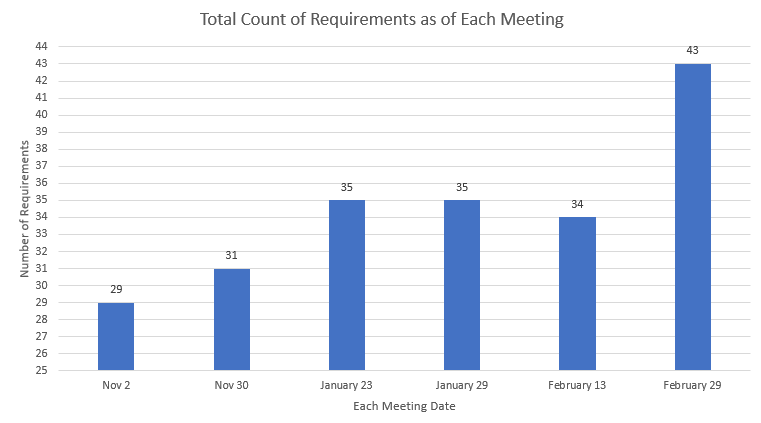 Total Count of Requirements as of Each Meeting
Number of Requirements
44
43
42
41
40
39
38
37
36
35
34
33
32
31
30
29
28
27
26
25
29
31
35
35
34
43
Nov 2
Nov 30
January 23
January 29
February 13
February 29
Each Meeting Date